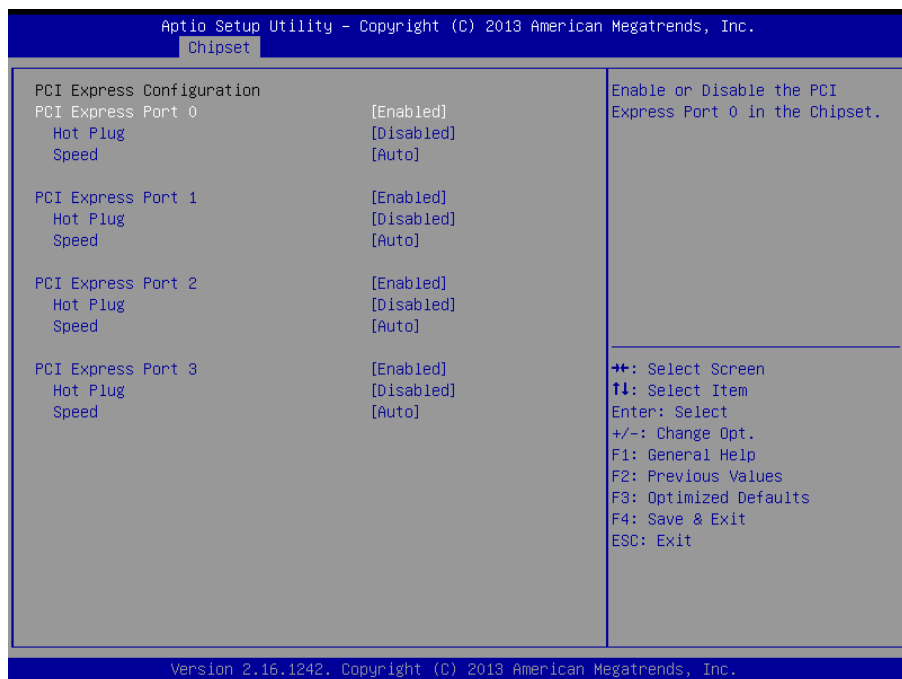 Aptio Setup Utility – Copyright (C) 2013 American Megatrends, Inc.
Chipset
PCI Express Configuration
PCI Express Port 0 [Enabled]
Hot Plug [Disabled]
Speed [Auto]
PCI Express Port 1 [Enabled]
Hot Plug [Disabled]
Speed [Auto]
PCI Express Port 2 [Enabled]
Hot Plug [Disabled]
Speed [Auto]
PCI Express Port 3 [Enabled]
Hot Plug [Disabled]
Speed [Auto]
Enable or Disable the PCI
Express Port 0 in the Chipset.
→←: Select Screen
↑↓: Select Item
Enter: Select
+/-: Change Opt.
F1: General Help
F2: Previous Values
F3: Optimized Defaults
F4: Save & Exit
ESC: Exit
Version 2.16.1242. Copyright (C) 2013 American Megatrends, Inc.